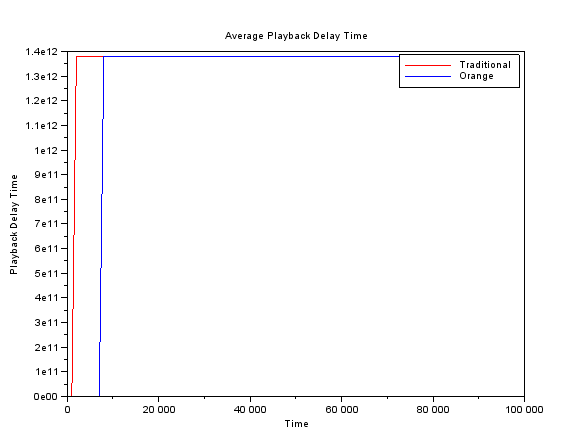 Average Playback Delay Time
1.4e12
1.3e12
1.2e12
1.1e12
1e12
9e11
8e11
7e11
6e11
5e11
4e11
3e11
2e11
1e11
0e00
Playback Delay Time
Traditional
Orange
0 20 000 40 000 60 000 80 000 100 000
Time